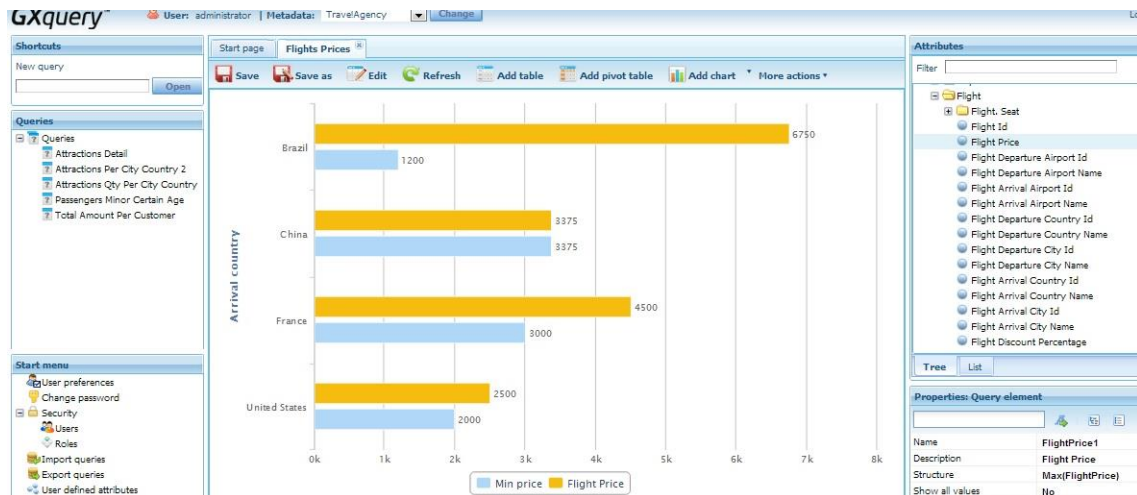 GXquery™ User: administrator | Metadata: TravelAgency Change Lo
Shortcuts
New query
Open
Queries
Queries
Attractions Detail
Attractions Per City Country 2
Attractions Qty Per City Country
Passengers Minor Certain Age
Total Amount Per Customer
Start menu
User preferences
Change password
Security
Users
Roles
Import queries
Export queries
User defined attributes
Start page Flights Prices
Save Save as Edit Refresh Add table Add pivot table Add chart More actions
Arrival country
Brazil
6750
1200
China
3375
3375
France
4500
3000
United States
2500
2000
0k 1k 2k 3k 4k 5k 6k 7k 8k
Min price Flight Price
Attributes
Filter
Flight
Flight, Seat
Flight Id
Flight Price
Flight Departure Airport Id
Flight Departure Airport Name
Flight Arrival Airport Id
Flight Arrival Airport Name
Flight Departure Country Id
Flight Departure Country Name
Flight Departure City Id
Flight Departure City Name
Flight Arrival Country Id
Flight Arrival Country Name
Flight Arrival City Id
Flight Arrival City Name
Flight Discount Percentage
Tree List
Properties: Query element
Name FlightPrice1
Description Flight Price
Structure Max(FlightPrice)
Show all values No